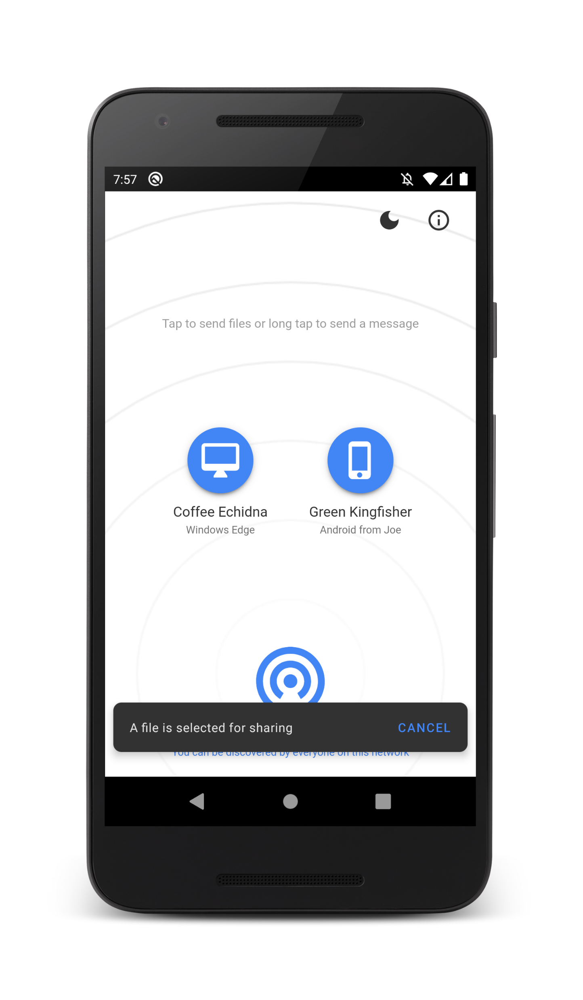 7:57
Tap to send files or long tap to send a message
Coffee Echidna
Green Kingfisher
Windows Edge
Android from Joe
A file is selected for sharing
CANCEL
You can be discovered by everyone on this network